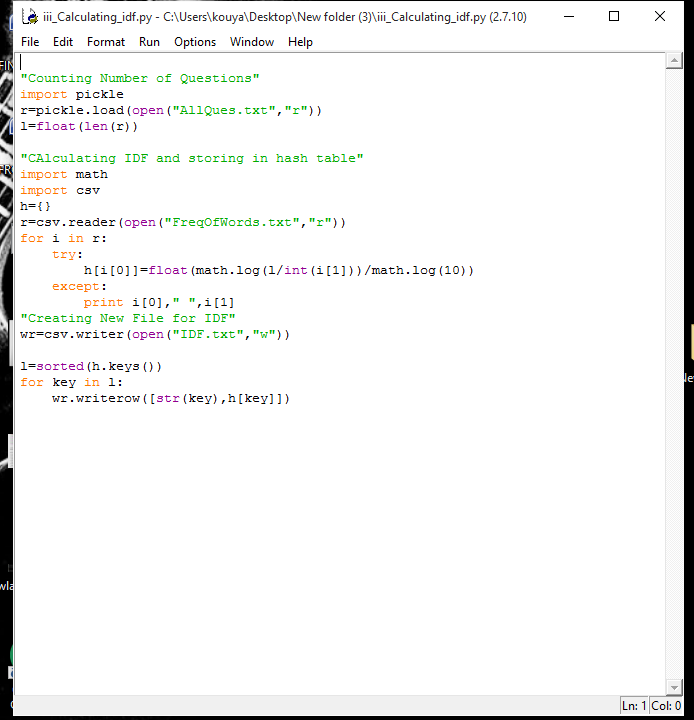 iii_Calculating_idf.py - C:\Users\kouya\Desktop\New folder (3)\iii_Calculating_idf.py (2.7.10)
File Edit Format Run Options Window Help
"Counting Number of Questions"
import pickle
r=pickle.load(open("AllQues.txt","r"))
l=float(len(r))

"CAlculating IDF and storing in hash table"
import math
import csv
h={}
r=csv.reader(open("FreqOfWords.txt","r"))
for i in r:
    try:
        h[i[0]]=float(math.log(l/int(i[1]))/math.log(10))
    except:
        print i[0]," ",i[1]
"Creating New File for IDF"
wr=csv.writer(open("IDF.txt","w"))

l=sorted(h.keys())
for key in l:
    wr.writerow([str(key),h[key]])
Ln: 1 Col: 0